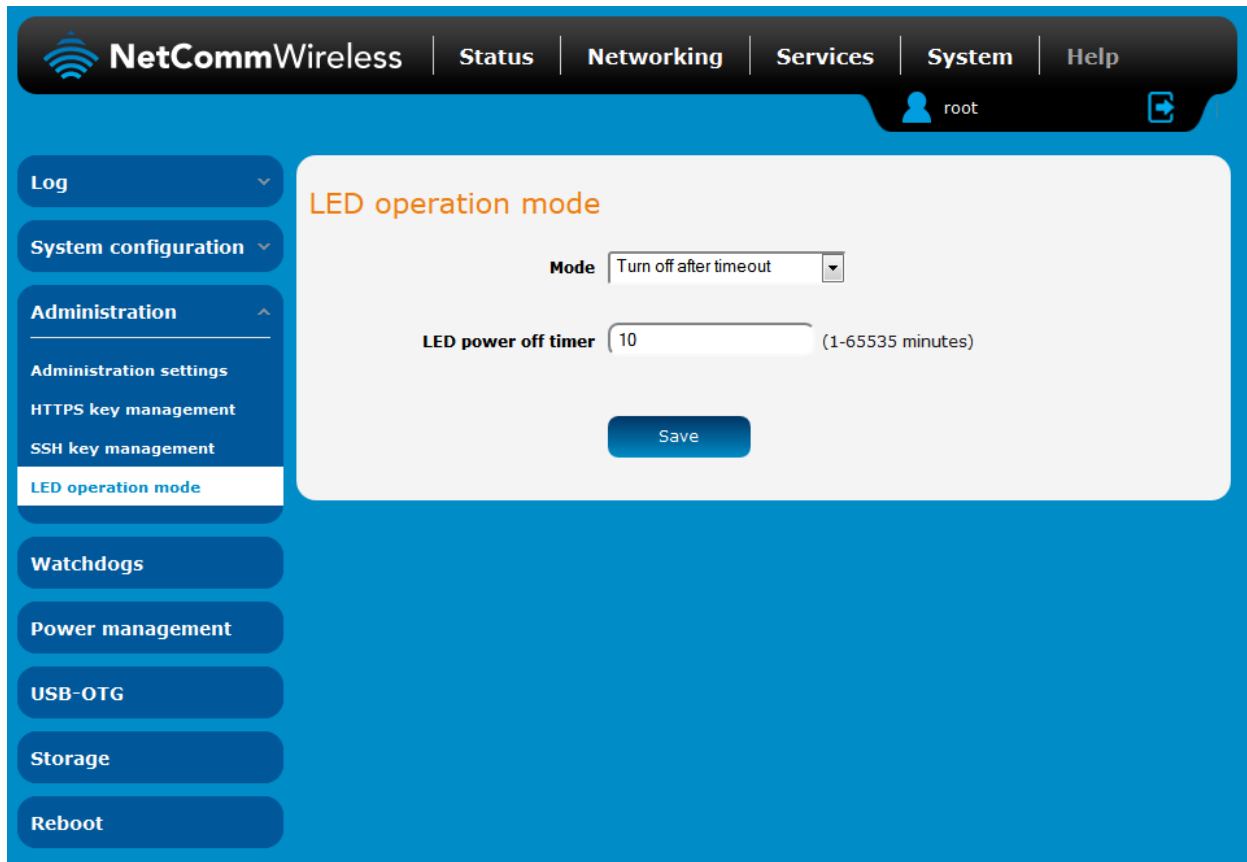 NetCommWireless Status Networking Services System Help
root
Log
System configuration
Administration
Administration settings
HTTPS key management
SSH key management
LED operation mode
Watchdogs
Power management
USB-OTG
Storage
Reboot
LED operation mode
Mode Turn off after timeout
LED power off timer 10 (1-65535 minutes)
Save